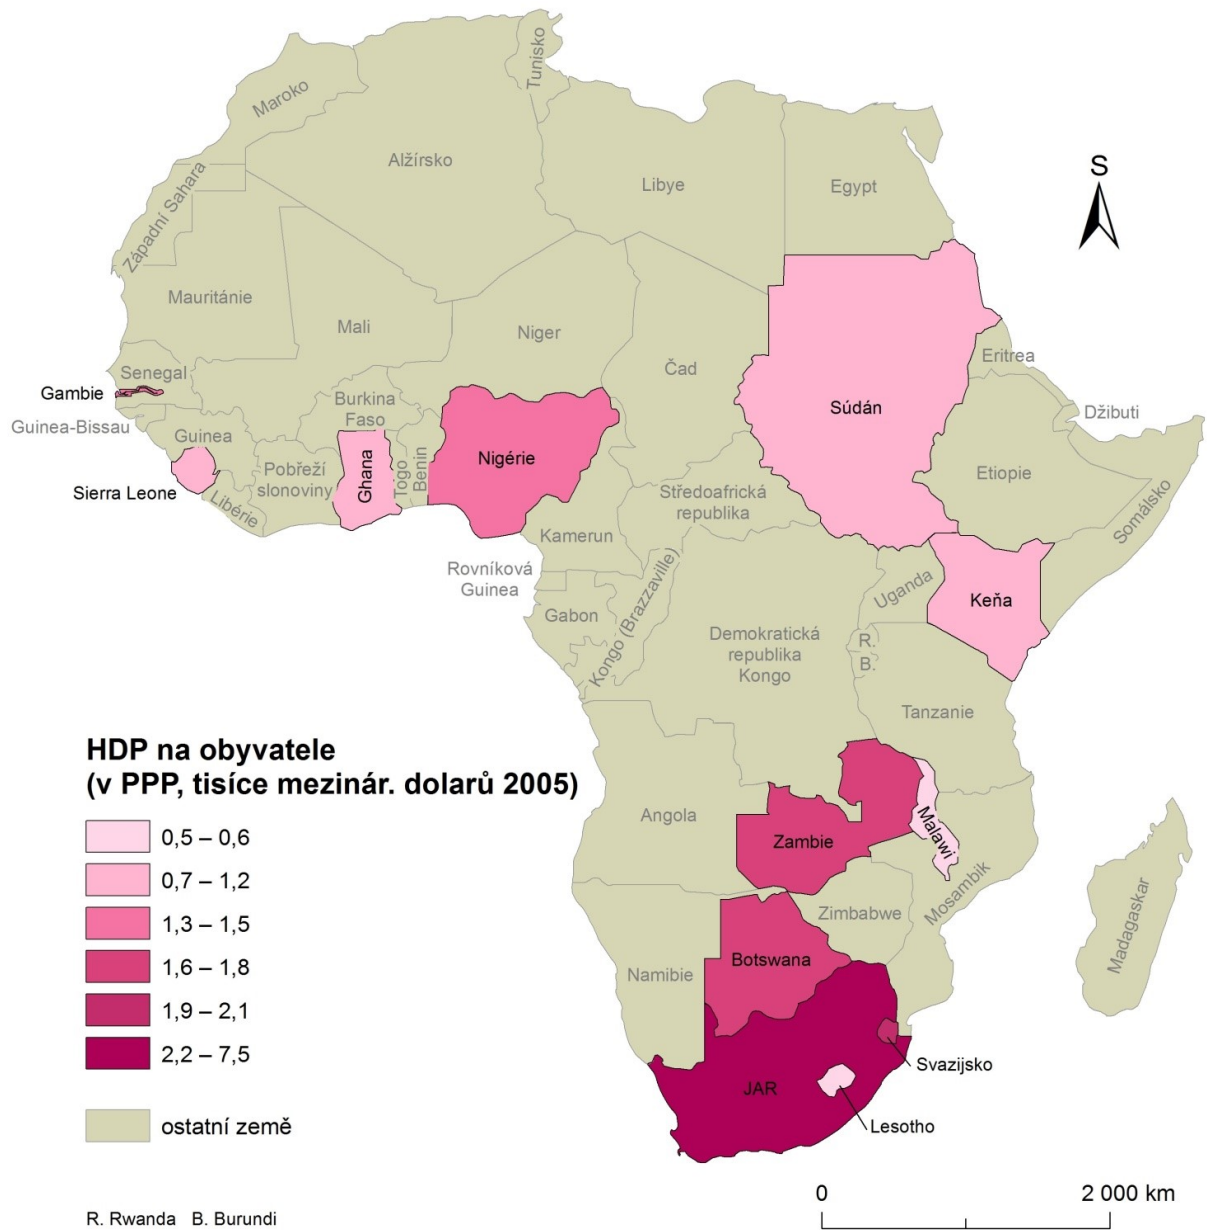 Tunisko
Maroko
Alžírsko
Libye
Egypt
S
Západní Sahara
Mauritánie
Mali
Niger
Čad
Eritrea
Senegal
Gambie
Burkina
Faso
Súdán
Džibuti
Guinea-Bissau
Guinea
Nigérie
Ghana
Togo
Benin
Pobřeží
slonoviny
Etiopie
Sierra Leone
Libérie
Středoafrická
republika
Somálsko
Kamerun
Rovníková
Guinea
Uganda
Keňa
Gabon
Kongo (Brazzaville)
Demokratická
republika
Kongo
R.
B.
Tanzanie
HDP na obyvatele
(v PPP, tisíce mezinár. dolarů 2005)
0,5 – 0,6
0,7 – 1,2
1,3 – 1,5
1,6 – 1,8
1,9 – 2,1
2,2 – 7,5
ostatní země
Angola
Zambie
Malawi
Mosambik
Zimbabwe
Madagaskar
Namibie
Botswana
Svazijsko
JAR
Lesotho
0
2 000 km
R. Rwanda B. Burundi